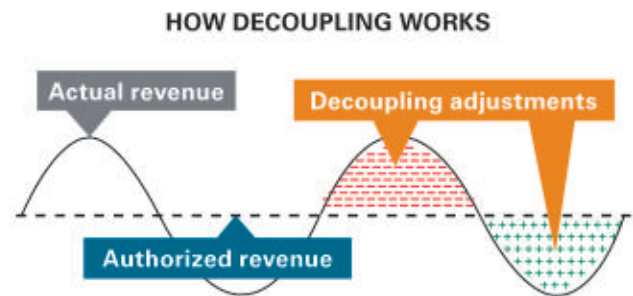 HOW DECOUPLING WORKS
Actual revenue
Decoupling adjustments
Authorized revenue